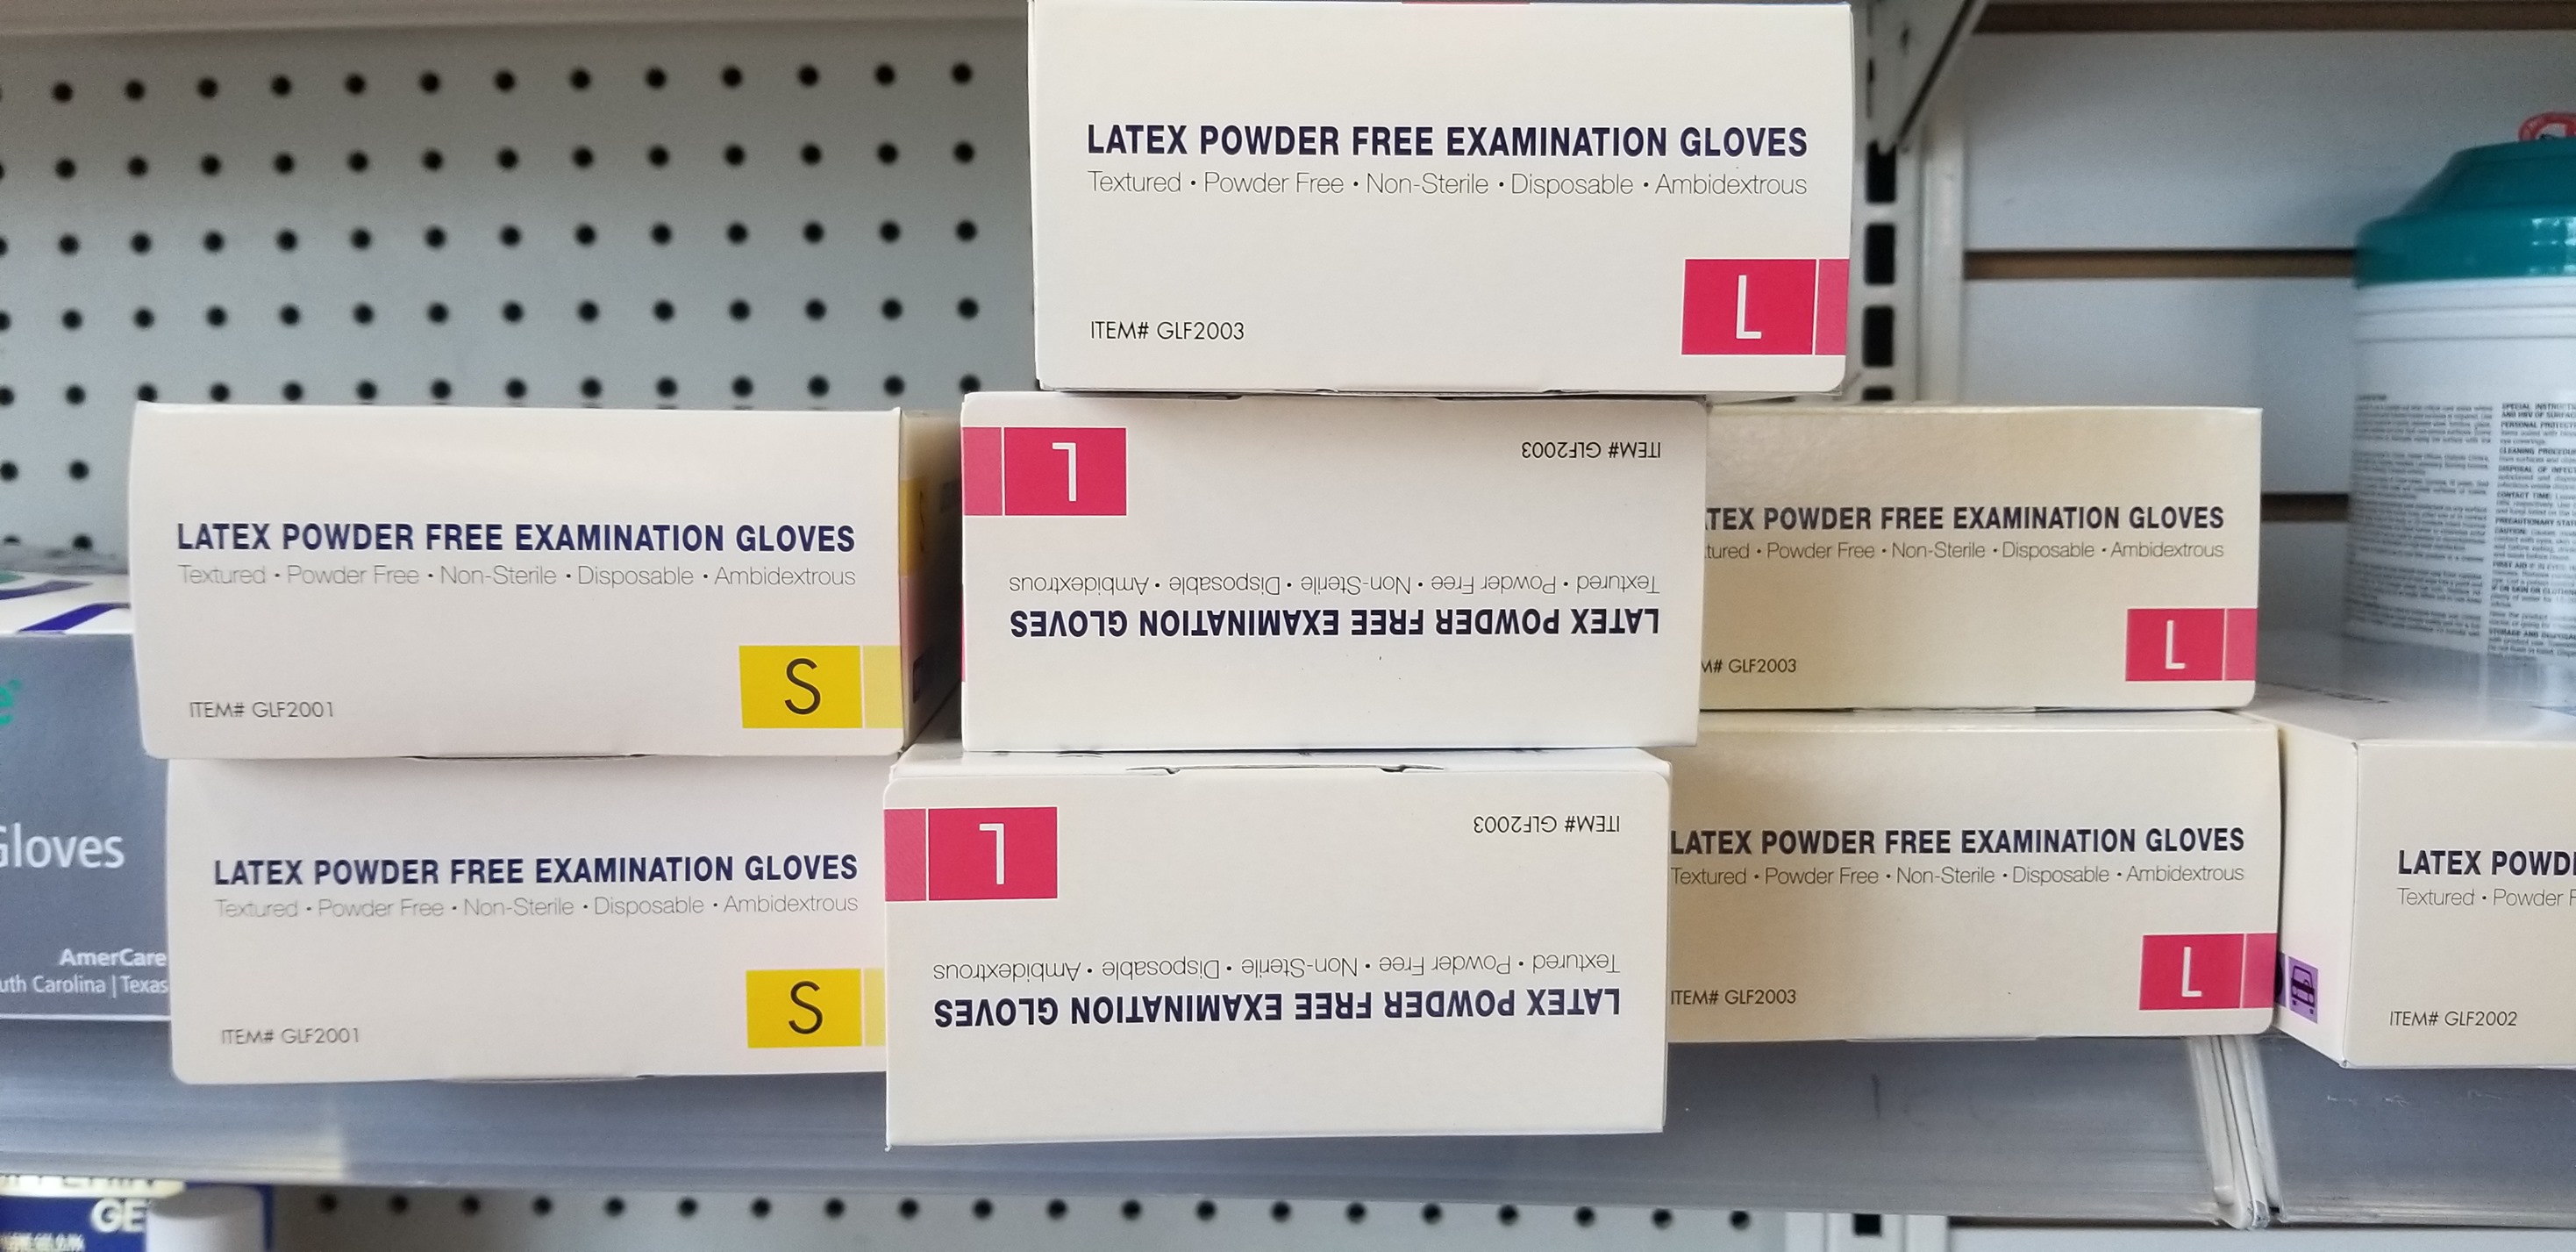 LATEX POWDER FREE EXAMINATION GLOVES
Textured • Powder Free • Non-Sterile • Disposable • Ambidextrous
L
ITEM# GLF2003
LATEX POWDER FREE EXAMINATION GLOVES
Textured • Powder Free • Non-Sterile • Disposable • Ambidextrous
S
ITEM# GLF2001
LATEX POWDER FREE EXAMINATION GLOVES
Textured • Powder Free • Non-Sterile • Disposable • Ambidextrous
ITEM# GLF2003
L
TEX POWDER FREE EXAMINATION GLOVES
tured • Powder Free • Non-Sterile • Disposable • Ambidextrous
L
M# GLF2003
LATEX POWDER FREE EXAMINATION GLOVES
Textured • Powder Free • Non-Sterile • Disposable • Ambidextrous
S
ITEM# GLF2001
LATEX POWDER FREE EXAMINATION GLOVES
Textured • Powder Free • Non-Sterile • Disposable • Ambidextrous
ITEM# GLF2003
L
LATEX POWDER FREE EXAMINATION GLOVES
Textured • Powder Free • Non-Sterile • Disposable • Ambidextrous
L
ITEM# GLF2003
LATEX POWD
Textured • Powder F
ITEM# GLF2002
Gloves
AmerCare
uth Carolina | Texas
GE